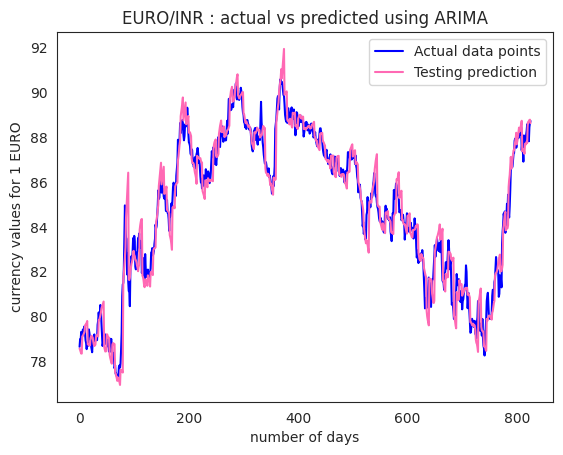 EURO/INR : actual vs predicted using ARIMA
Actual data points
Testing prediction
currency values for 1 EURO
92
90
88
86
84
82
80
78
0 200 400 600 800
number of days